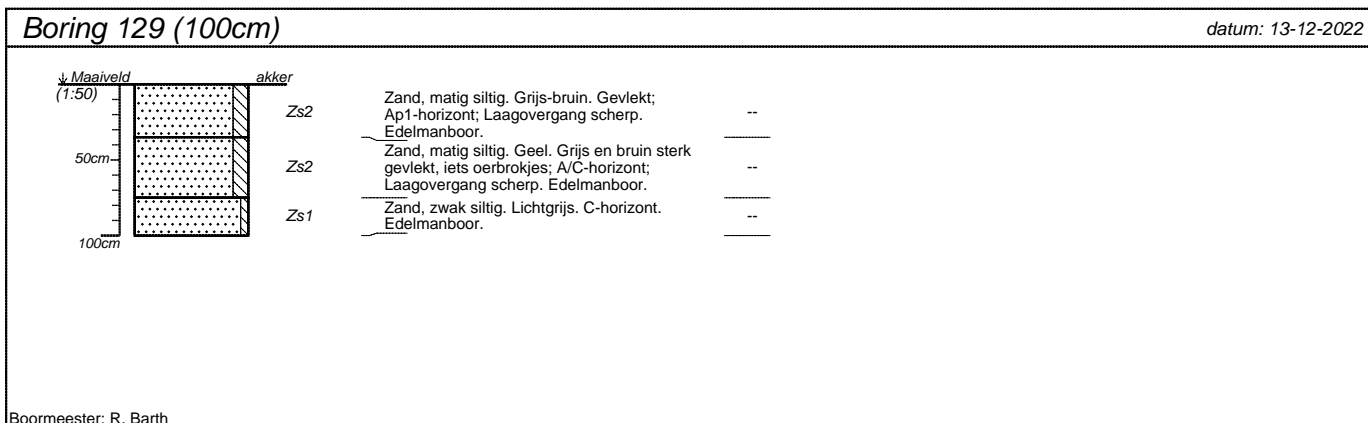 Boring 129 (100cm)
datum: 13-12-2022
Maaiveld
akker
(1:50)
Zs2
Zand, matig siltig. Grijs-bruin. Gevlekt;
Ap1-horizont; Laagovergang scherp.
Edelmanboor.
--
50cm
Zs2
Zand, matig siltig. Geel. Grijs en bruin sterk
gevlekt, iets oerbrokjes; A/C-horizont;
Laagovergang scherp. Edelmanboor.
--
Zs1
Zand, zwak siltig. Lichtgrijs. C-horizont.
Edelmanboor.
--
100cm
Boormeester: R. Barth